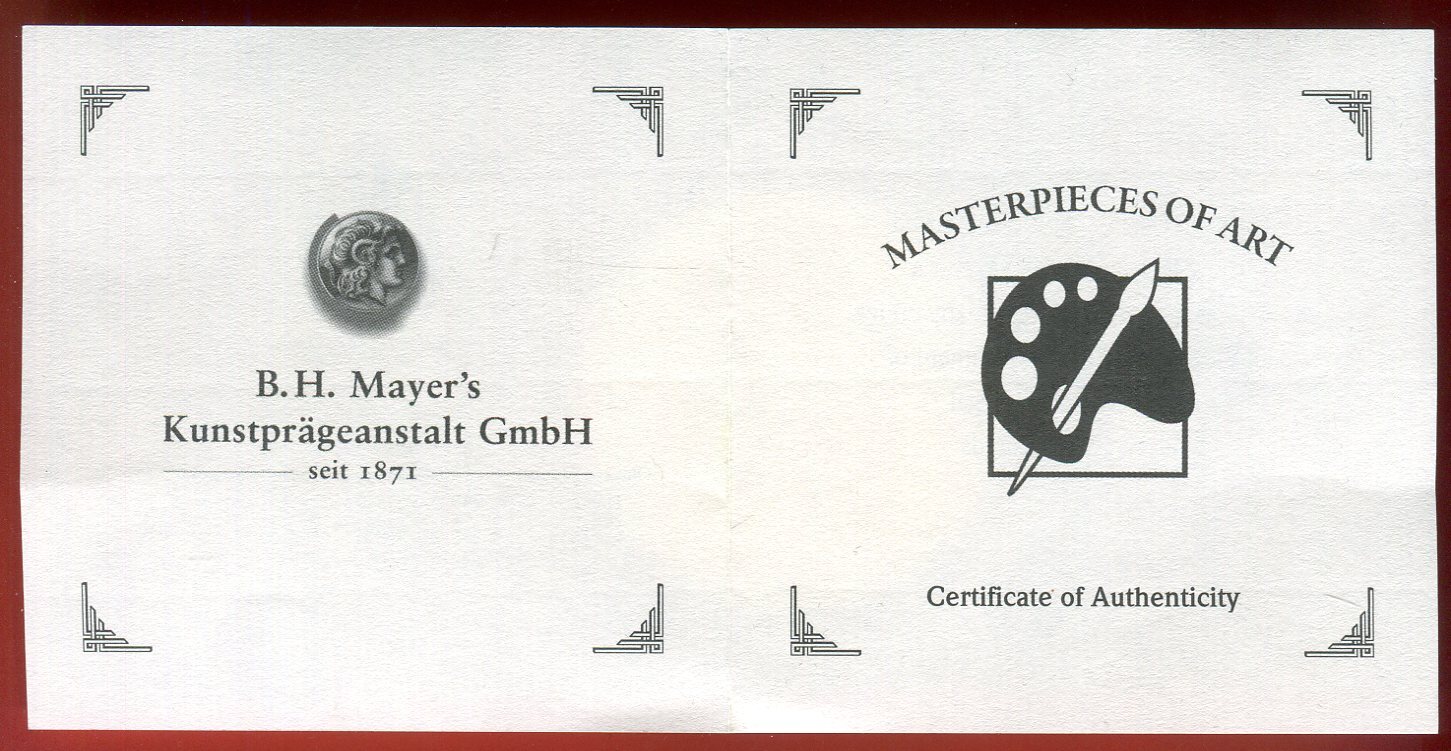 B.H. Mayer's
Kunstprägeanstalt GmbH
seit 1871
MASTERPIECES OF ART
Certificate of Authenticity